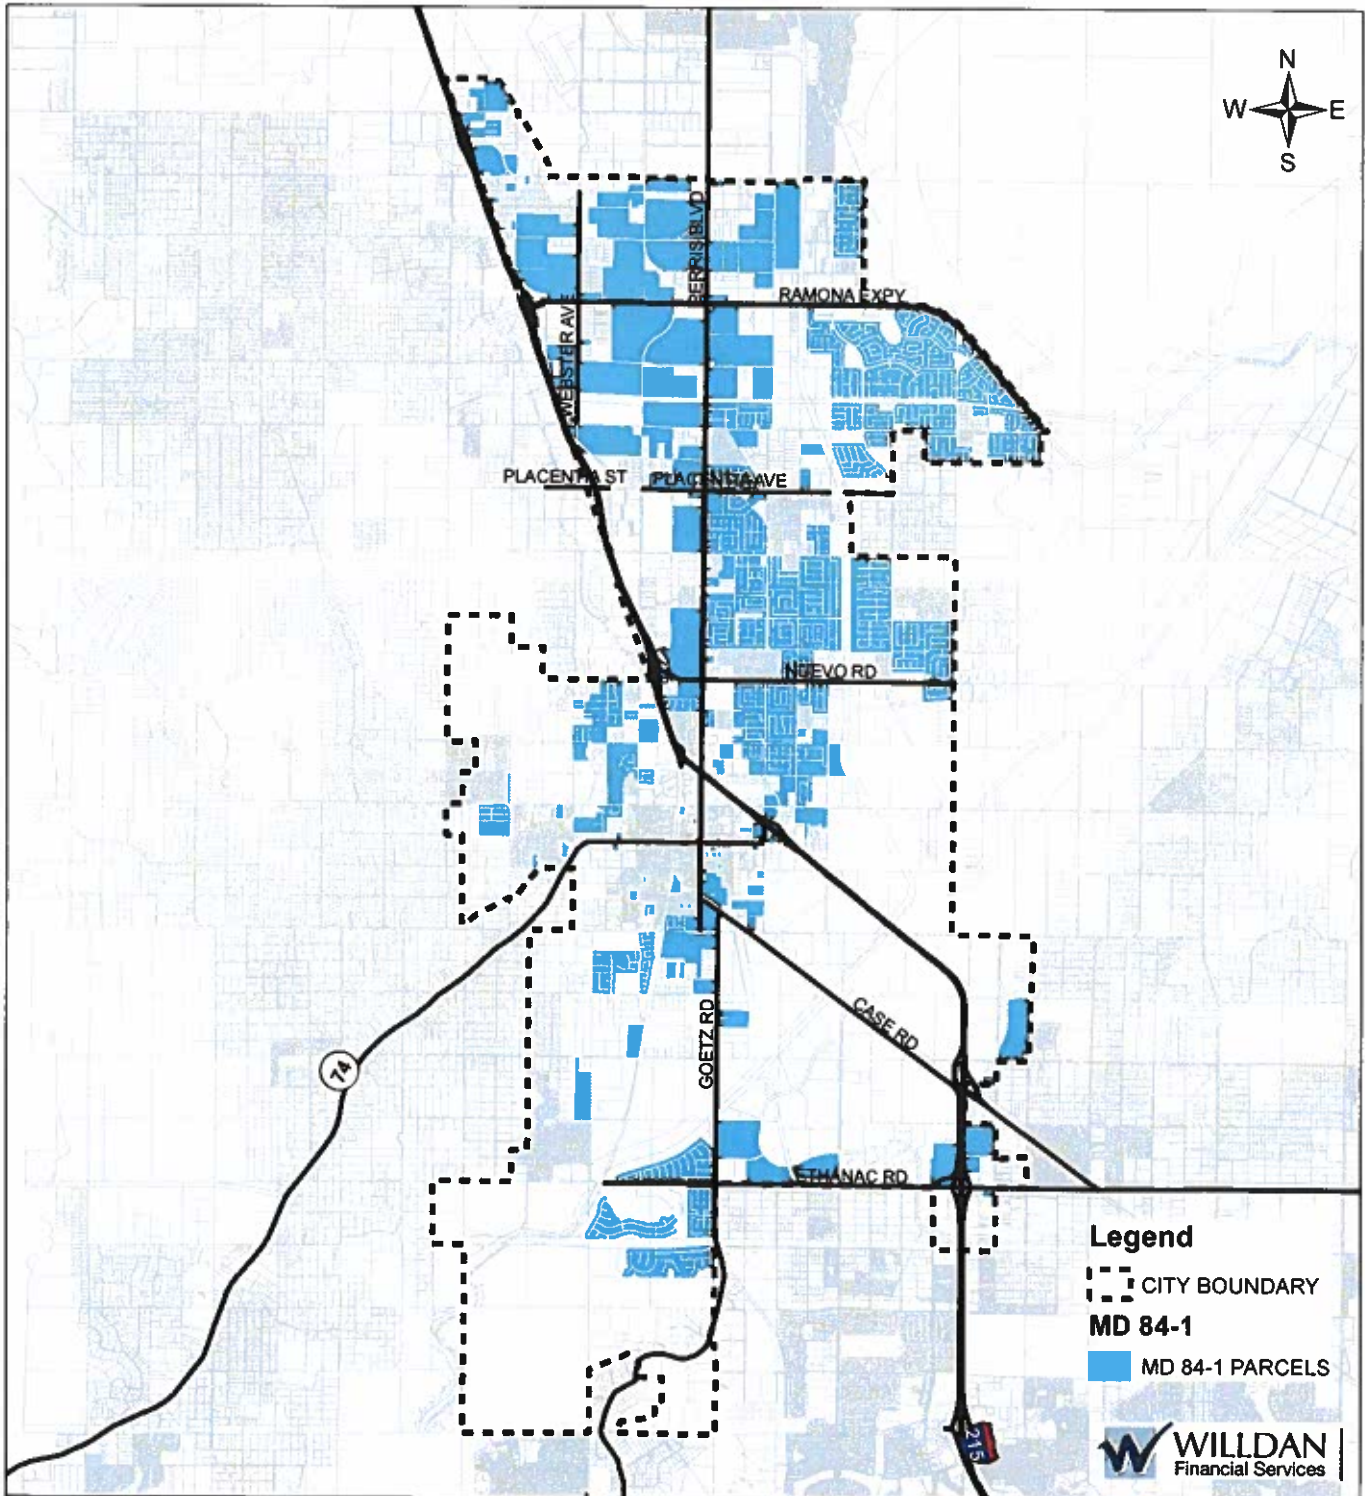 N
W E
S
PERRIS BLVD
RAMONA EXPY
WEBSTER AVE
PLACENTIA ST
PLACENTIA AVE
NUEVO RD
CASE RD
GOETZ RD
74
ETHANAC RD
Legend
CITY BOUNDARY
MD 84-1
MD 84-1 PARCELS
215
WILLDAN
Financial Services